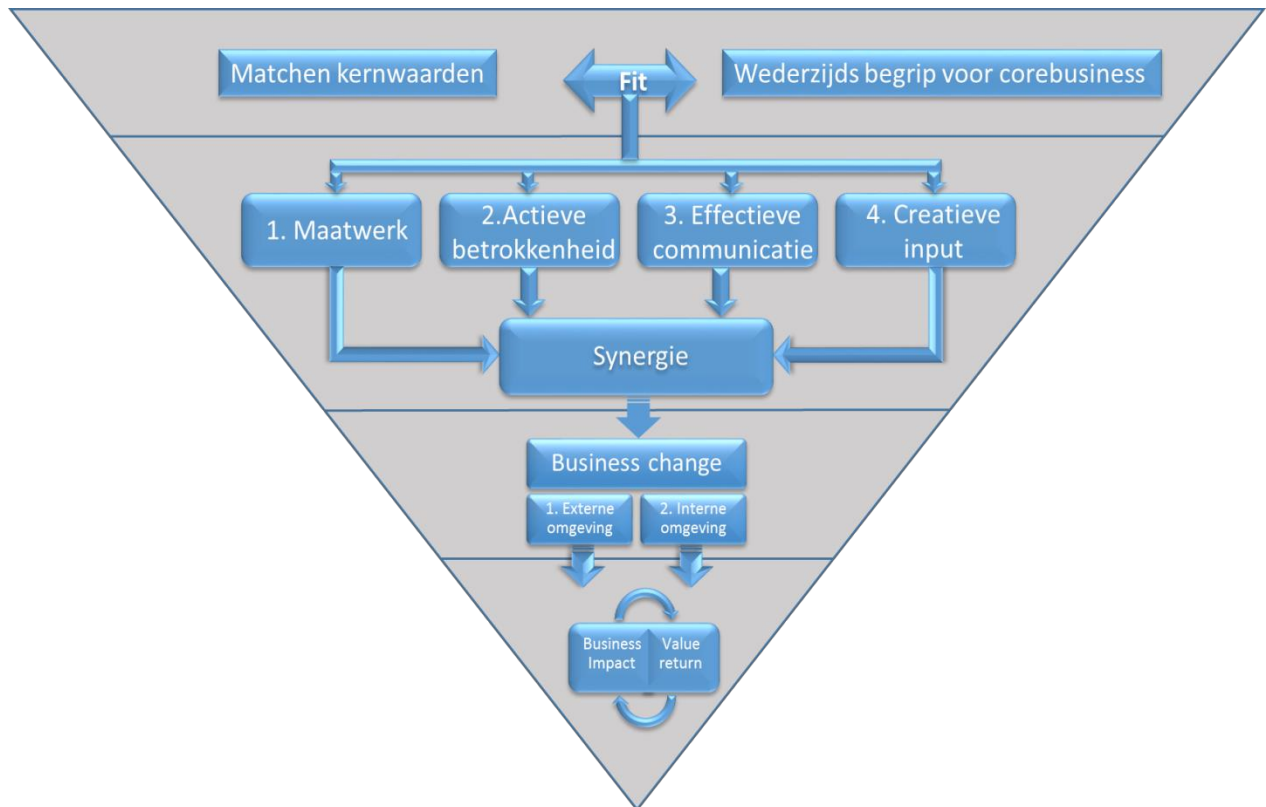 Matchen kernwaarden
Fit
Wederzijds begrip voor corebusiness
1. Maatwerk
2.Actieve
betrokkenheid
3. Effectieve
communicatie
4. Creatieve
input
Synergie
Business change
1. Externe
omgeving
2. Interne
omgeving
Business
Impact
Value
return